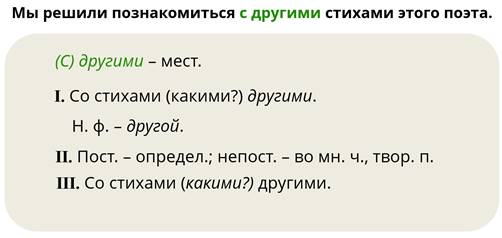 Мы решили познакомиться с другими стихами этого поэта.
(С) другими – мест.
I. Со стихами (какими?) другими.
Н. ф. – другой.
II. Пост. – определ.; непост. – во мн. ч., твор. п.
III. Со стихами (какими?) другими.